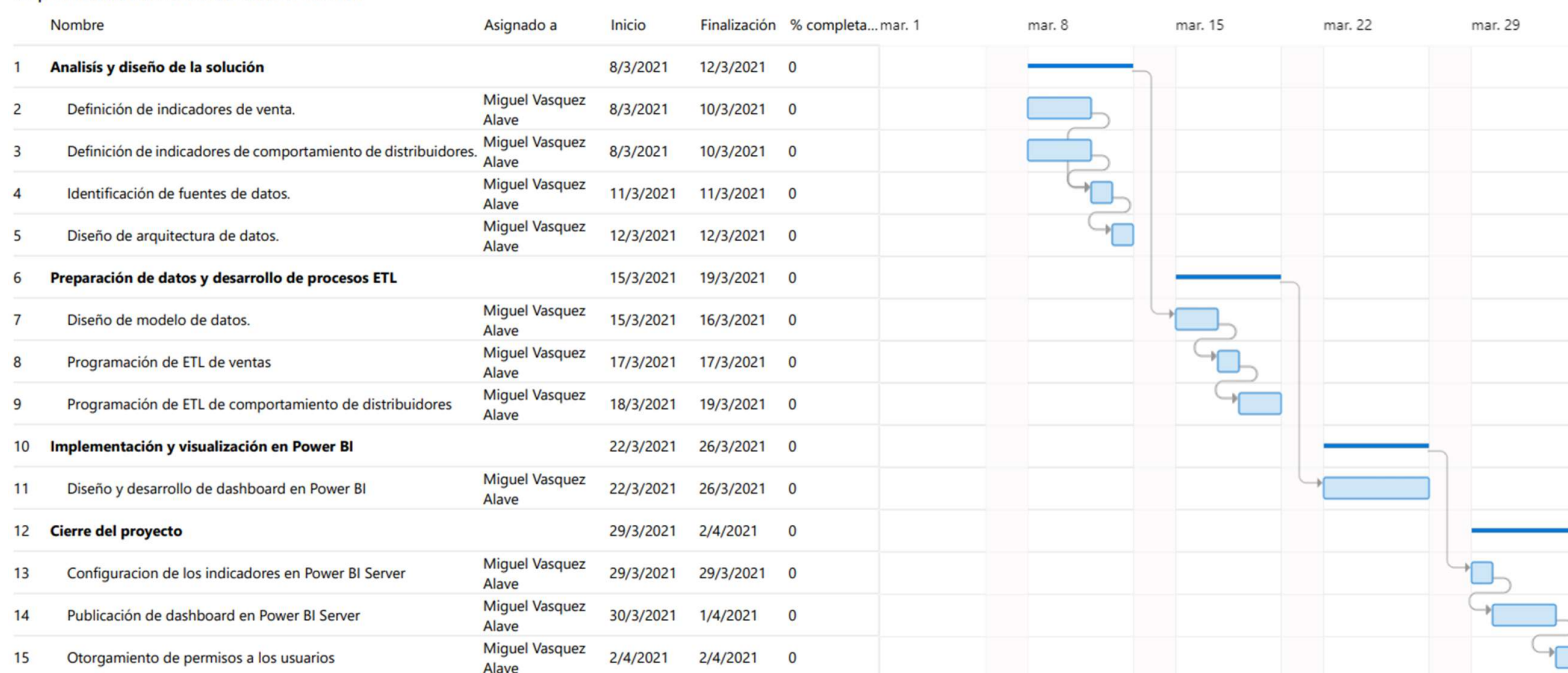 Nombre Asignado a Inicio Finalización % completa... mar. 1 mar. 8 mar. 15 mar. 22 mar. 29
1 Analisís y diseño de la solución 8/3/2021 12/3/2021 0
2 Definición de indicadores de venta. Miguel Vasquez Alave 8/3/2021 10/3/2021 0
3 Definición de indicadores de comportamiento de distribuidores. Miguel Vasquez Alave 8/3/2021 10/3/2021 0
4 Identificación de fuentes de datos. Miguel Vasquez Alave 11/3/2021 11/3/2021 0
5 Diseño de arquitectura de datos. Miguel Vasquez Alave 12/3/2021 12/3/2021 0
6 Preparación de datos y desarrollo de procesos ETL 15/3/2021 19/3/2021 0
7 Diseño de modelo de datos. Miguel Vasquez Alave 15/3/2021 16/3/2021 0
8 Programación de ETL de ventas Miguel Vasquez Alave 17/3/2021 17/3/2021 0
9 Programación de ETL de comportamiento de distribuidores Miguel Vasquez Alave 18/3/2021 19/3/2021 0
10 Implementación y visualización en Power BI 22/3/2021 26/3/2021 0
11 Diseño y desarrollo de dashboard en Power BI Miguel Vasquez Alave 22/3/2021 26/3/2021 0
12 Cierre del proyecto 29/3/2021 2/4/2021 0
13 Configuracion de los indicadores en Power BI Server Miguel Vasquez Alave 29/3/2021 29/3/2021 0
14 Publicación de dashboard en Power BI Server Miguel Vasquez Alave 30/3/2021 1/4/2021 0
15 Otorgamiento de permisos a los usuarios Miguel Vasquez Alave 2/4/2021 2/4/2021 0